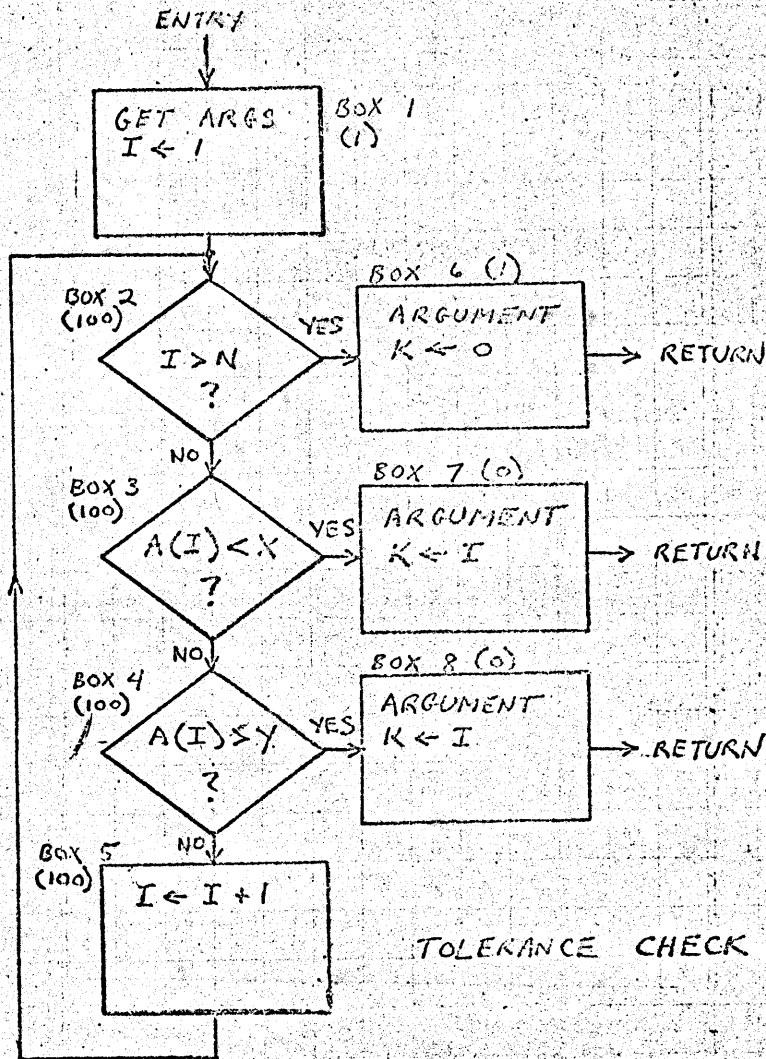 ENTRY
BOX 1
(1)
GET ARGS
I ← 1
BOX 2
(100)
I > N
?
YES
NO
BOX 6 (1)
ARGUMENT
K ← 0
RETURN
BOX 3
(100)
A(I) < X
?
YES
NO
BOX 7 (0)
ARGUMENT
K ← I
RETURN
BOX 4
(100)
A(I) ≤ Y
?
YES
NO
BOX 8 (0)
ARGUMENT
K ← I
RETURN
BOX 5
(100)
I ← I + 1
TOLERANCE CHECK